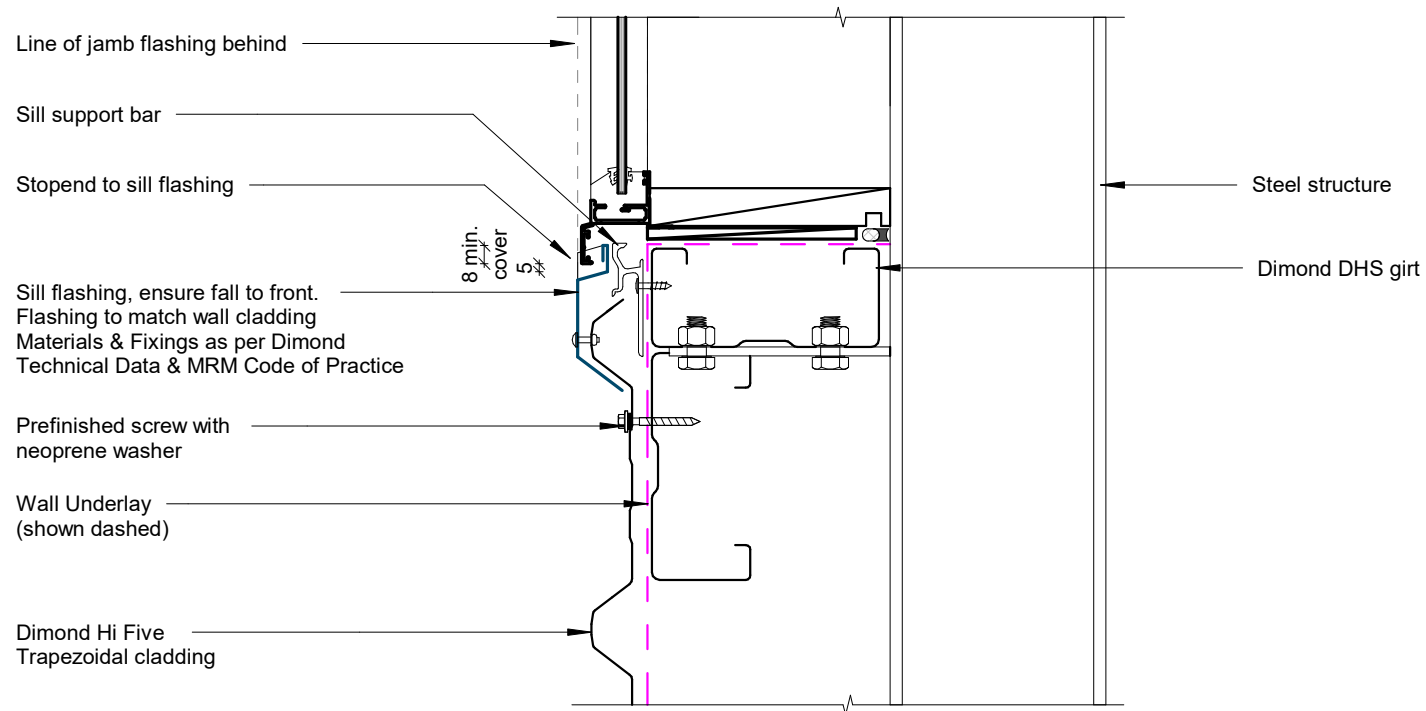 Line of jamb flashing behind
Sill support bar
Stopend to sill flashing
8 min.
cover
5
Sill flashing, ensure fall to front.
Flashing to match wall cladding
Materials & Fixings as per Dimond
Technical Data & MRM Code of Practice
Prefinished screw with
neoprene washer
Wall Underlay
(shown dashed)
Dimond Hi Five
Trapezoidal cladding
Steel structure
Dimond DHS girt